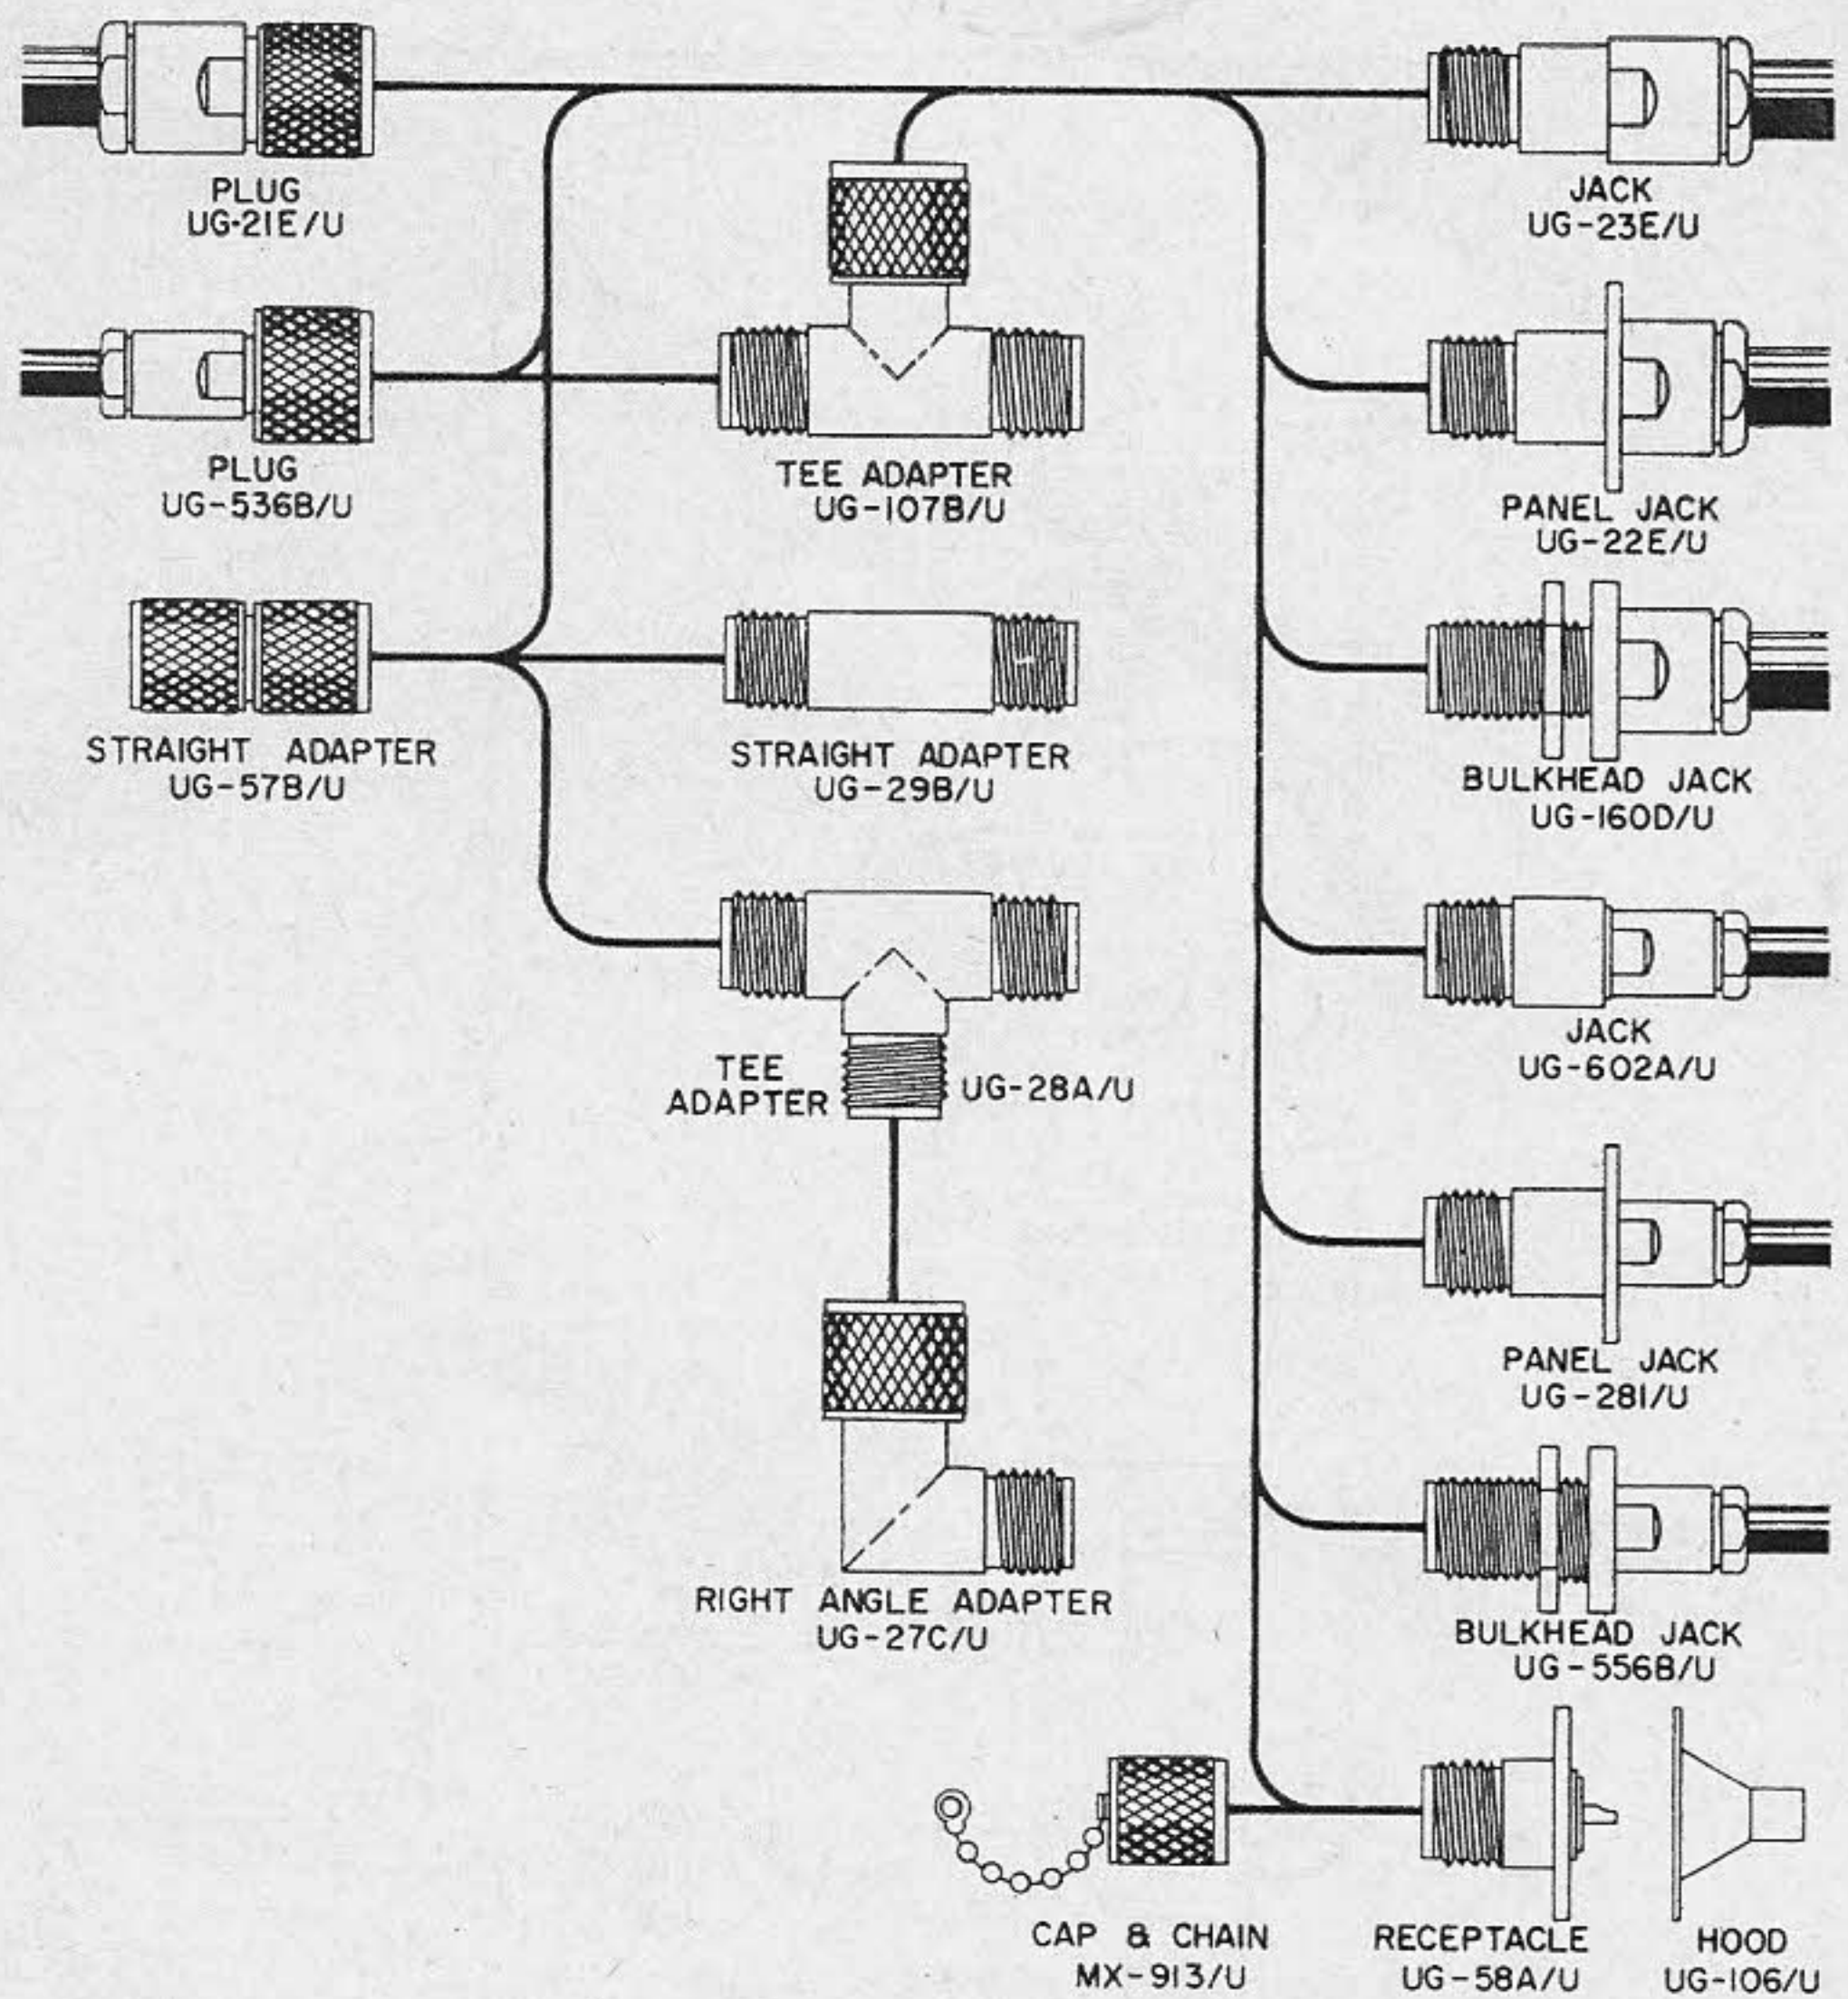 PLUG
UG-21E/U
JACK
UG-23E/U
PLUG
UG-536B/U
TEE ADAPTER
UG-107B/U
PANEL JACK
UG-22E/U
STRAIGHT ADAPTER
UG-57B/U
STRAIGHT ADAPTER
UG-29B/U
BULKHEAD JACK
UG-160D/U
TEE
ADAPTER
UG-28A/U
JACK
UG-602A/U
PANEL JACK
UG-281/U
RIGHT ANGLE ADAPTER
UG-27C/U
BULKHEAD JACK
UG-556B/U
CAP & CHAIN
MX-913/U
RECEPTACLE
UG-58A/U
HOOD
UG-106/U